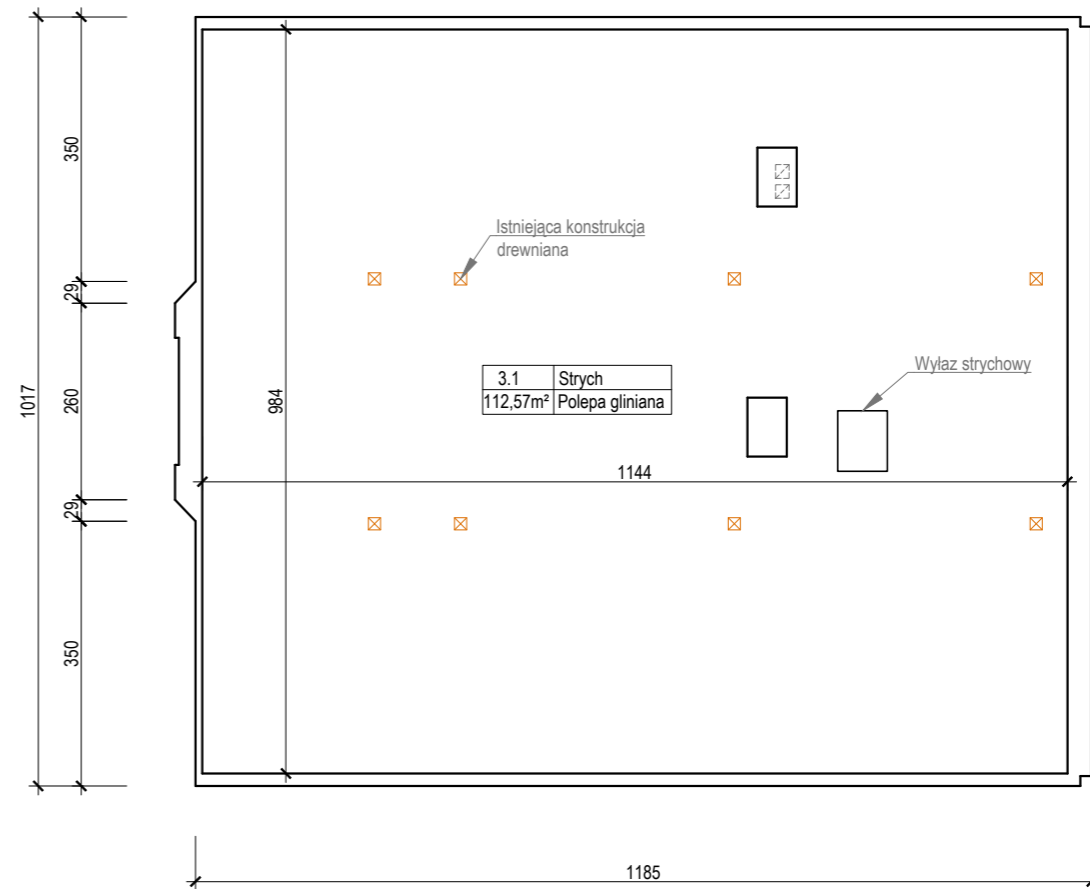 350
Istniejąca konstrukcja
drewniana
29
Wyłaz strychowy
3.1 Strych
112,57m² Polepa gliniana
1017
260
984
1144
29
350
1185